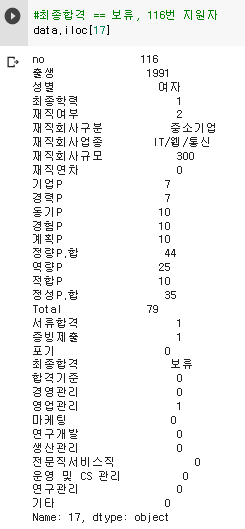 #최종합격 == 보류, 116번 지원자
data.iloc[17]
no 116
출생 1991
성별 여자
최종학력 1
재직여부 2
재직회사구분 중소기업
재직회사업종 IT/웹/통신
재직회사규모 300
재직연차 0
기업P 7
경력P 7
동기P 10
경험P 10
계획P 10
정량P.합 44
역량P 25
적합P 10
정성P.합 35
Total 79
서류합격 1
증빙제출 1
포기 0
최종합격 보류
합격기준 0
경영관리 0
영업관리 1
마케팅 0
연구개발 0
생산관리 0
전문직서비스직 0
운영 및 CS 관리 0
연구관리 0
기타 0
Name: 17, dtype: object